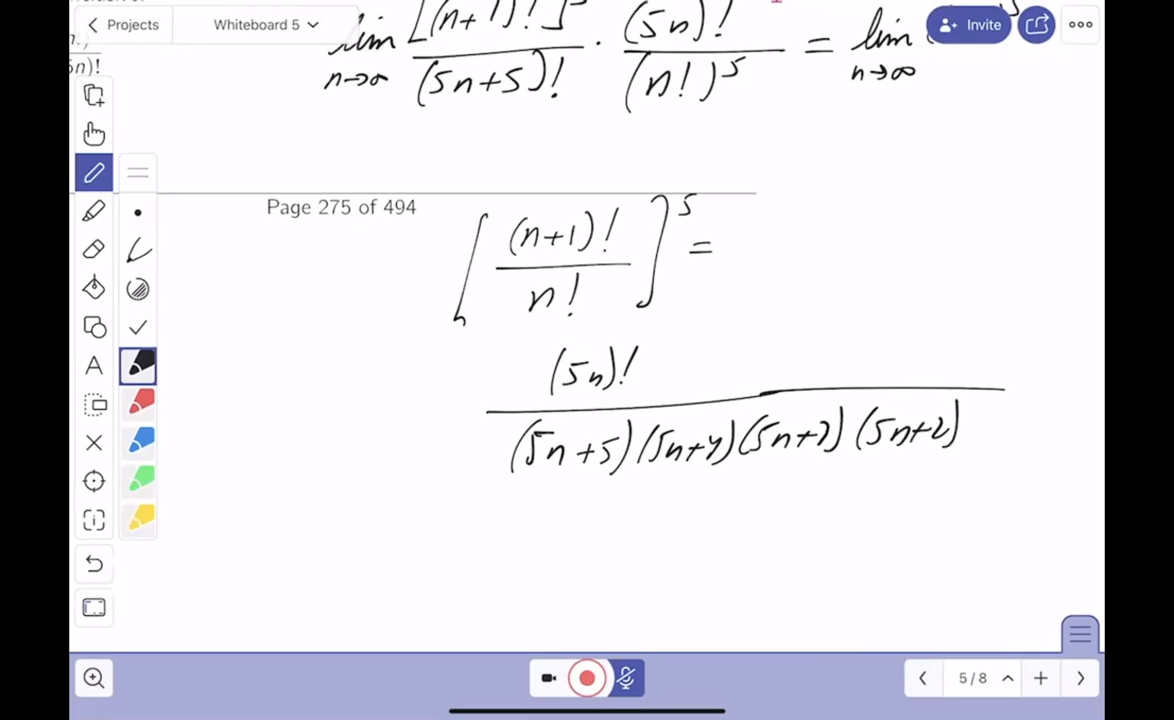 Projects
Whiteboard 5
Invite
lim n→∞ [(n+1)!]^5 / (5n+5)! · (5n)! / (n!)^5 = lim n→∞
5n)!
Page 275 of 494
[ (n+1)! / n! ]^5 =
(5n)!
(5n+5)(5n+4)(5n+3)(5n+2)
A
5/8